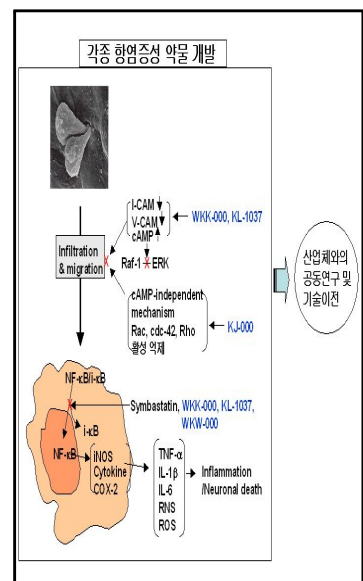 각종 항염증성 약물 개발
I-CAM
V-CAM
cAMP
WKK-000, KL-1037
Infiltration
& migration
Raf-1
ERK
cAMP-independent
mechanism
Rac, cdc-42, Rho
활성 억제
KJ-000
산업체와의
공동연구 및
기술이전
NF-κB/i-κB
Symbastatin, WKK-000, KL-1037,
WKW-000
i-κB
NF-κB
iNOS
Cytokine
COX-2
TNF-α
IL-1β
IL-6
RNS
ROS
Inflammation
/Neuronal death